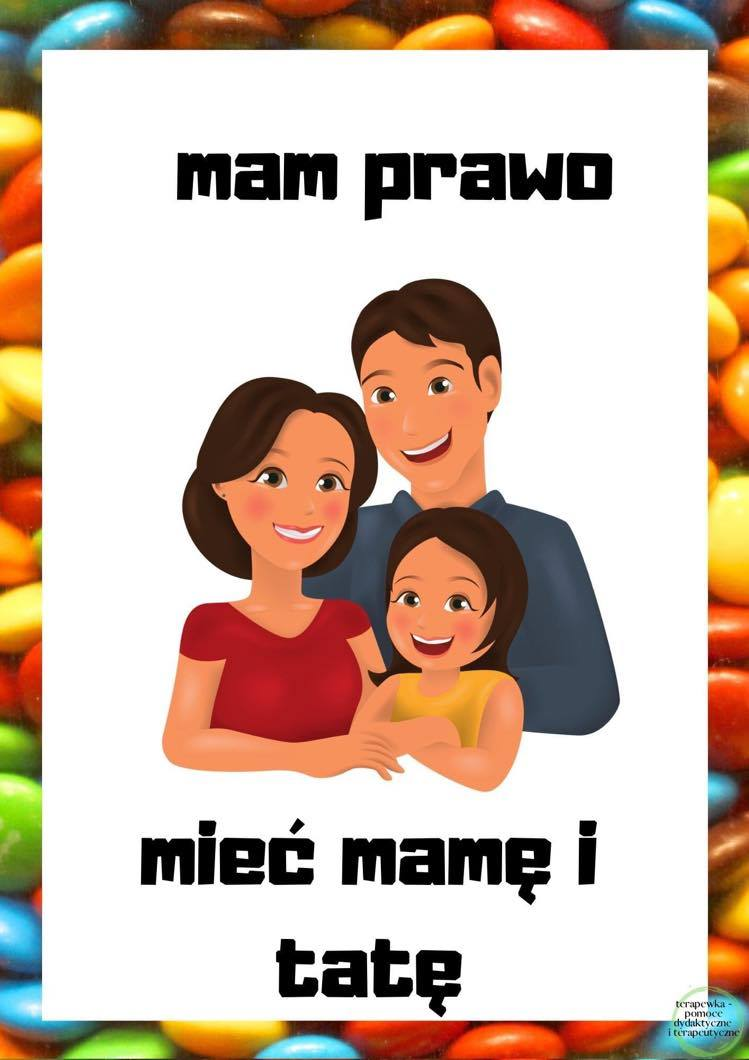 mam prawo
mieć mamę i
tatę
terapewka -
pomoce
dydaktyczne
i terapeutyczne